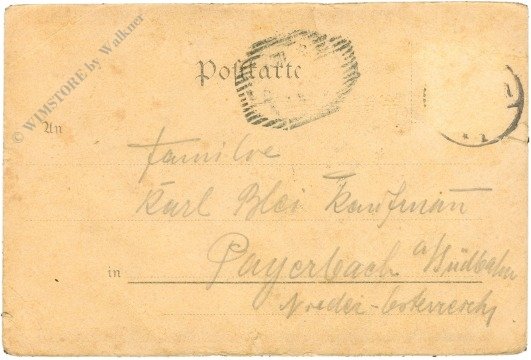 © WIMSTORE by Walkner
Postkarte
An
Familie
Karl Blei Kaufmann
in Payerbach a/Südbahn
Nieder-Österreich